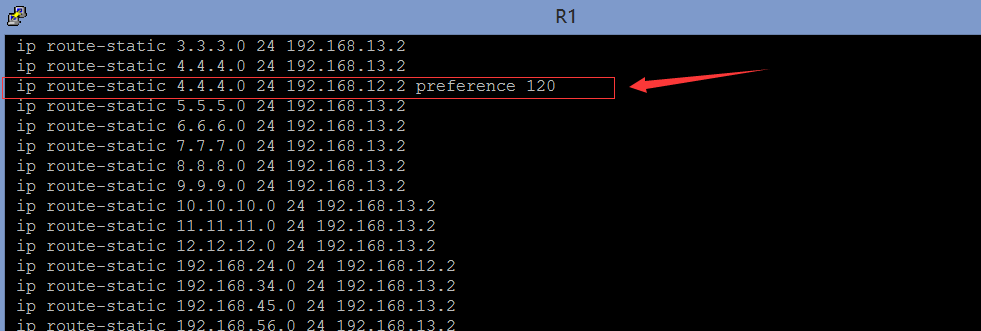 R1
ip route-static 3.3.3.0 24 192.168.13.2
ip route-static 4.4.4.0 24 192.168.13.2
ip route-static 4.4.4.0 24 192.168.12.2 preference 120
ip route-static 5.5.5.0 24 192.168.13.2
ip route-static 6.6.6.0 24 192.168.13.2
ip route-static 7.7.7.0 24 192.168.13.2
ip route-static 8.8.8.0 24 192.168.13.2
ip route-static 9.9.9.0 24 192.168.13.2
ip route-static 10.10.10.0 24 192.168.13.2
ip route-static 11.11.11.0 24 192.168.13.2
ip route-static 12.12.12.0 24 192.168.13.2
ip route-static 192.168.24.0 24 192.168.12.2
ip route-static 192.168.34.0 24 192.168.13.2
ip route-static 192.168.45.0 24 192.168.13.2
ip route-static 192.168.56.0 24 192.168.13.2